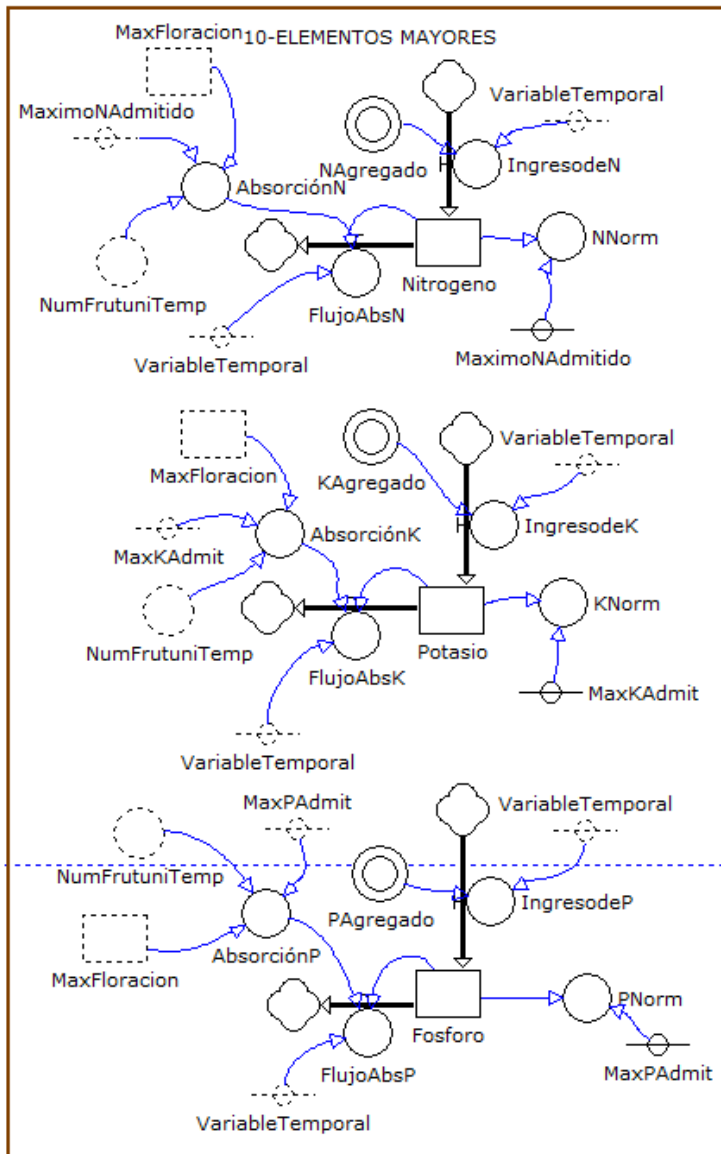 MaxFloracion
10-ELEMENTOS MAYORES
MaximoNAdmitido
VariableTemporal
NAgregado
IngresodeN
AbsorciónN
NNorm
NumFrutuniTemp
FlujoAbsN
Nitrogeno
VariableTemporal
MaximoNAdmitido
MaxFloracion
VariableTemporal
KAgregado
IngresodeK
AbsorciónK
MaxKAdmit
KNorm
NumFrutuniTemp
FlujoAbsK
Potasio
MaxKAdmit
VariableTemporal
MaxPAdmit
VariableTemporal
NumFrutuniTemp
PAgregado
IngresodeP
AbsorciónP
MaxFloracion
PNorm
Fosforo
FlujoAbsP
MaxPAdmit
VariableTemporal